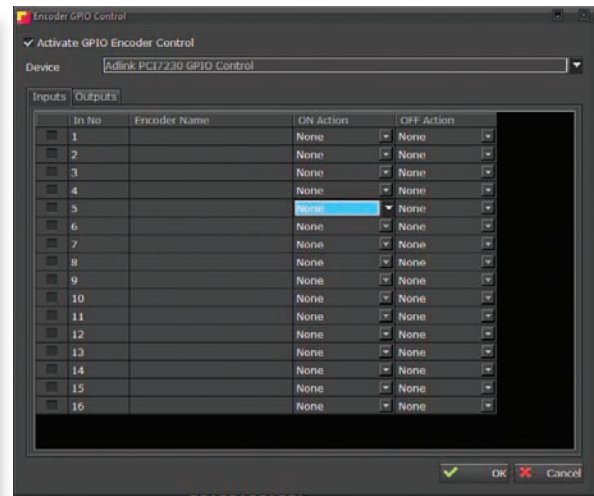 Encoder GPIO Control
Activate GPIO Encoder Control
Device Adlink PCI7230 GPIO Control
Inputs Outputs
In No Encoder Name ON Action OFF Action
1 None None
2 None None
3 None None
4 None None
5 None None
6 None None
7 None None
8 None None
9 None None
10 None None
11 None None
12 None None
13 None None
14 None None
15 None None
16 None None
OK Cancel